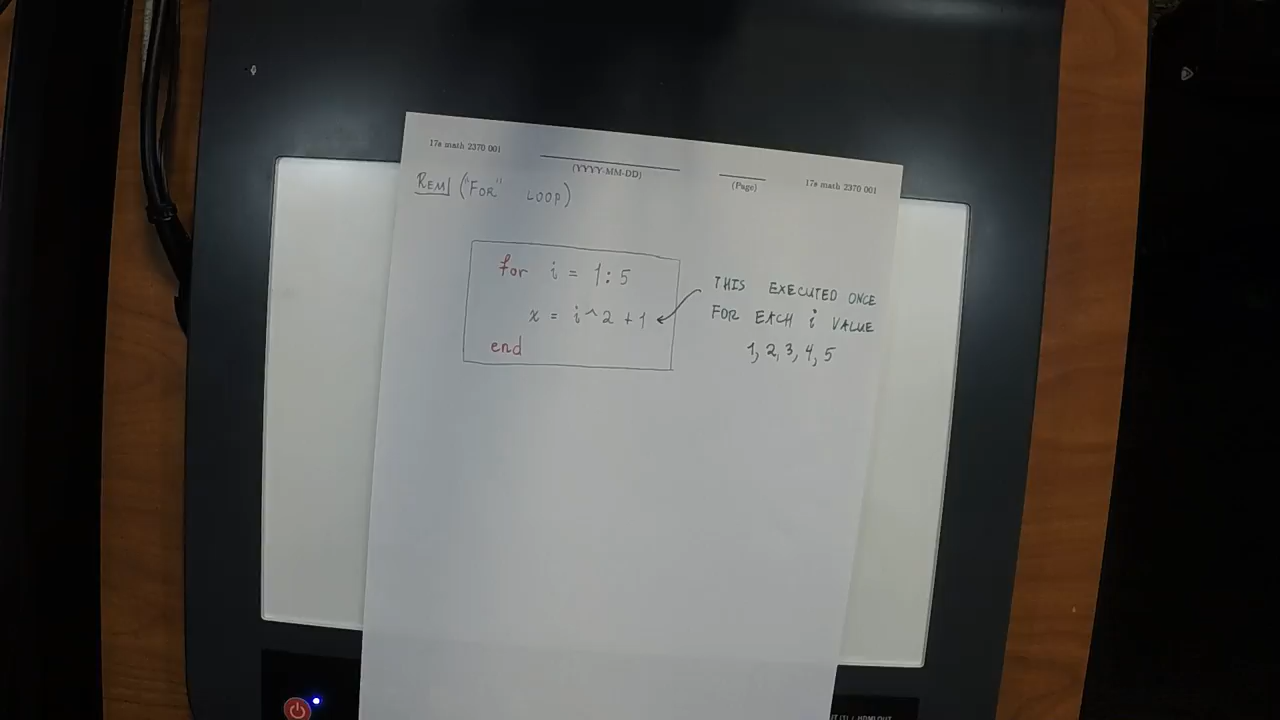 17s math 2370 001
(YYYY-MM-DD)
(Page)
17s math 2370 001
REM ("FOR" LOOP)
for i = 1:5
x = i^2+1
end
THIS EXECUTED ONCE
FOR EACH i VALUE
1, 2, 3, 4, 5